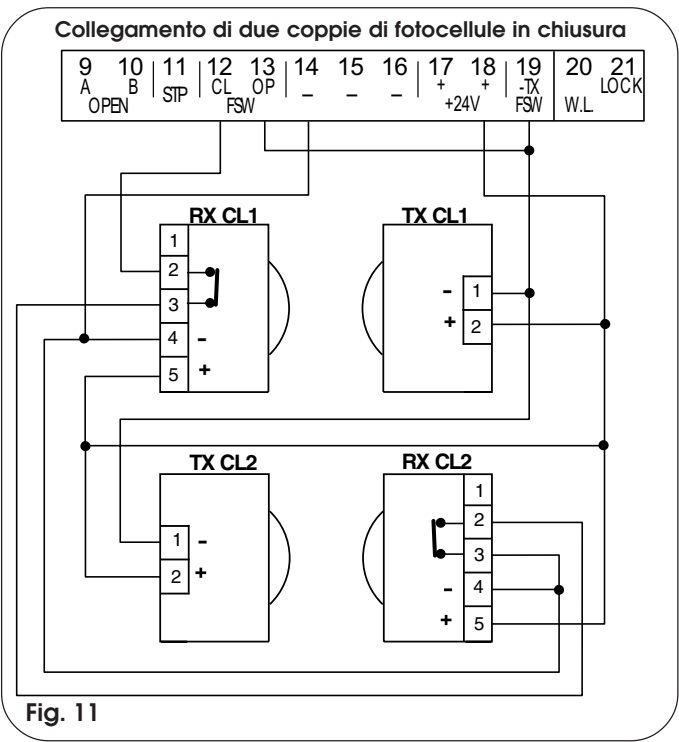 Collegamento di due coppie di fotocellule in chiusura
9 10 11 12 13 14 15 16 17 18 19 20 21
A B STP CL OP - - - + + -TX W.L. LOCK
OPEN FSW +24V FSW
RX CL1
1
2
3
4 -
5 +
TX CL1
- 1
+ 2
TX CL2
1 -
2 +
RX CL2
1
2
3
- 4
+ 5
Fig. 11